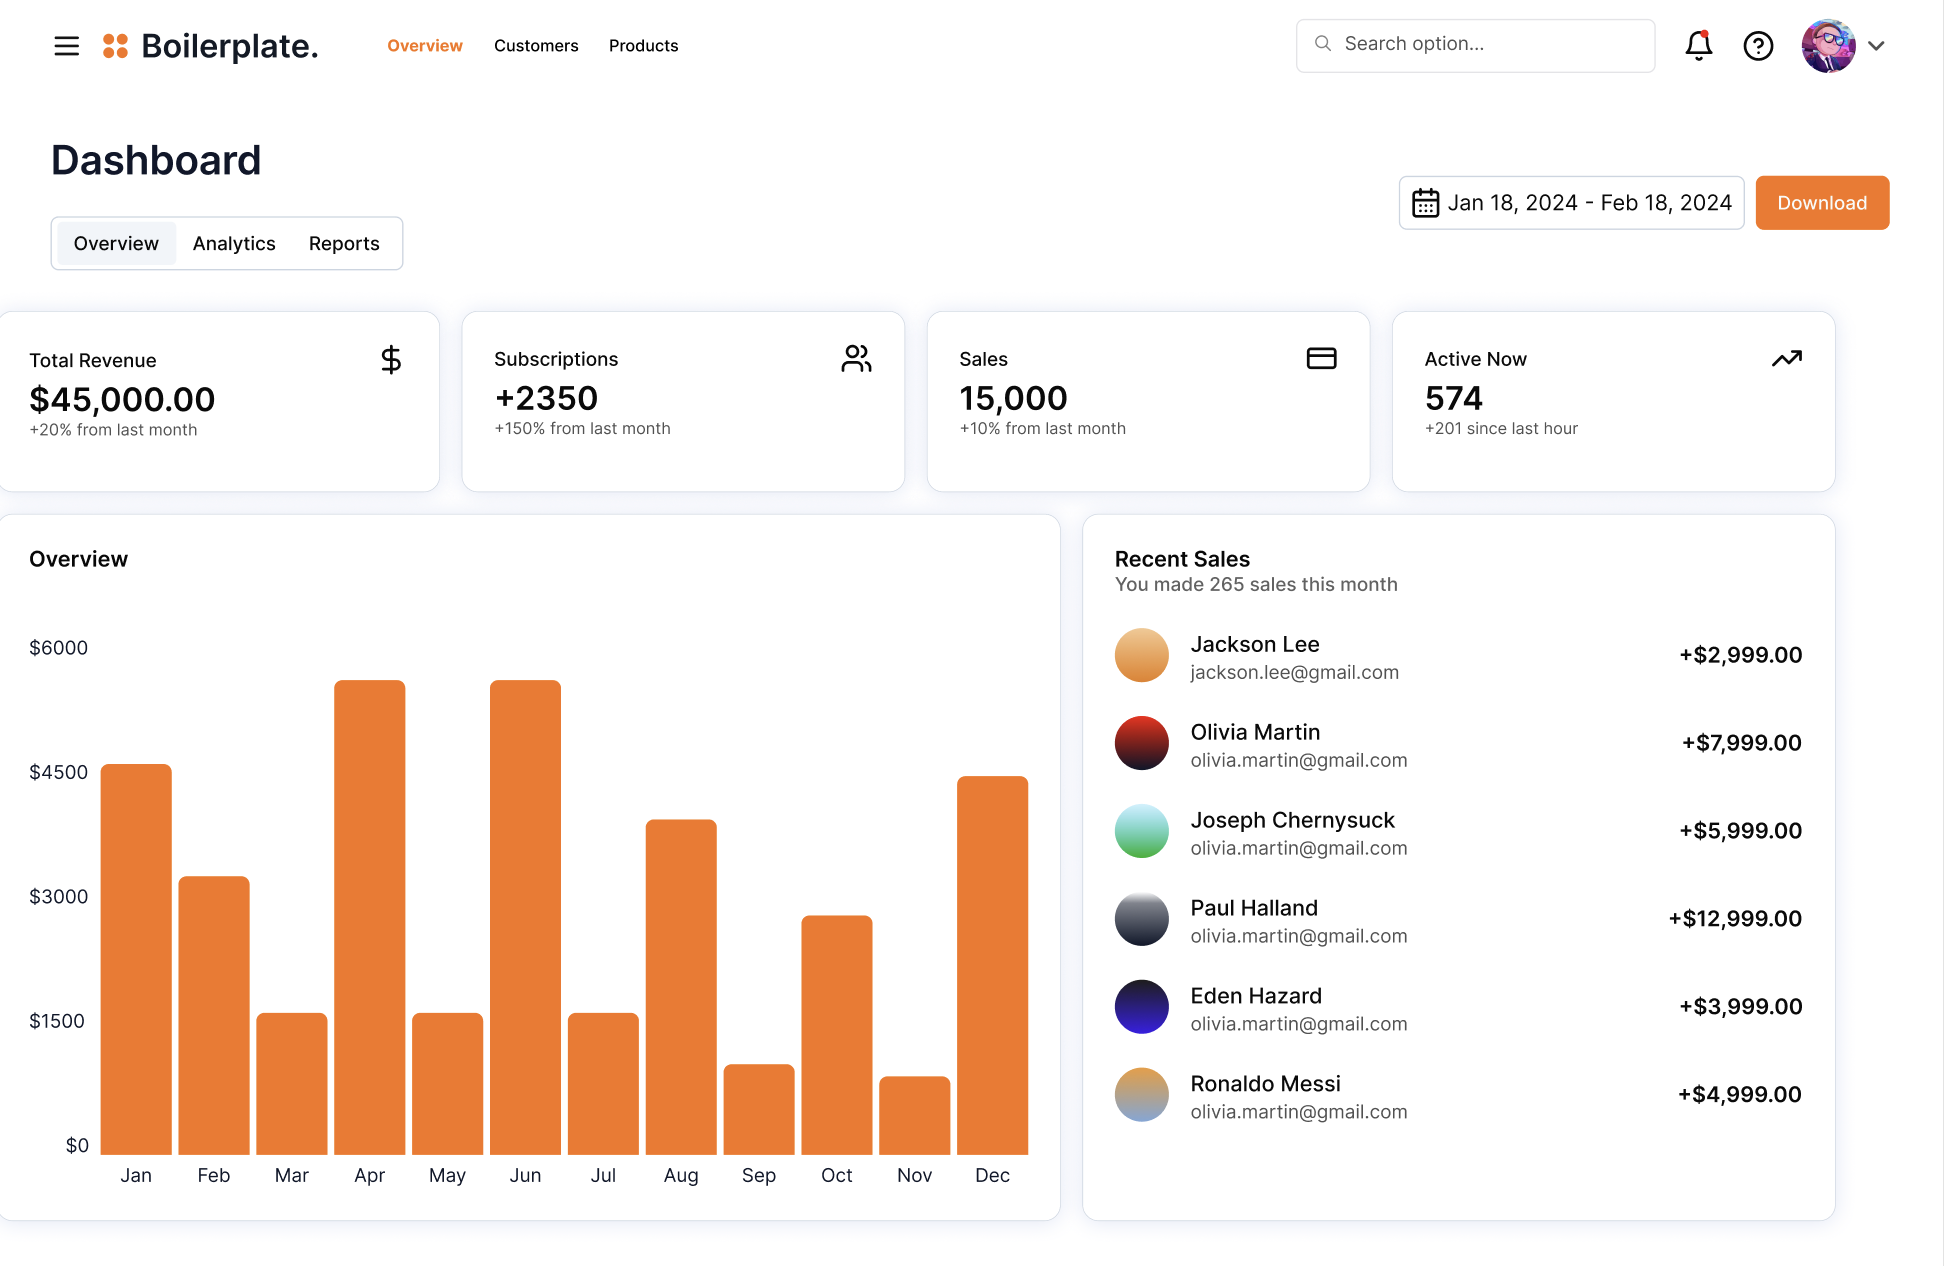 Boilerplate.
Overview
Customers
Products
Search option...
Dashboard
Jan 18, 2024 - Feb 18, 2024
Download
Overview
Analytics
Reports
Total Revenue
$45,000.00
+20% from last month
Subscriptions
+2350
+150% from last month
Sales
15,000
+10% from last month
Active Now
574
+201 since last hour
Overview
$6000
$4500
$3000
$1500
$0
Jan
Feb
Mar
Apr
May
Jun
Jul
Aug
Sep
Oct
Nov
Dec
Recent Sales
You made 265 sales this month
Jackson Lee
jackson.lee@gmail.com
+$2,999.00
Olivia Martin
olivia.martin@gmail.com
+$7,999.00
Joseph Chernysuck
olivia.martin@gmail.com
+$5,999.00
Paul Halland
olivia.martin@gmail.com
+$12,999.00
Eden Hazard
olivia.martin@gmail.com
+$3,999.00
Ronaldo Messi
olivia.martin@gmail.com
+$4,999.00